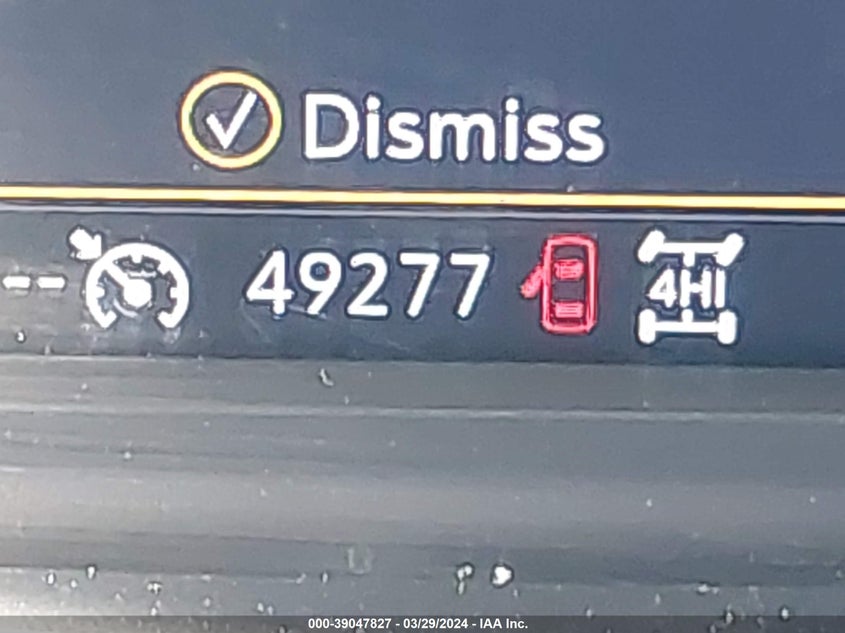 Dismiss
-- 49277 4HI
000-39047827 - 03/29/2024 - IAA Inc.